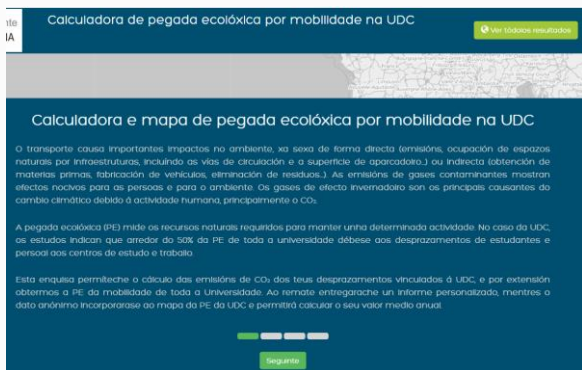 Calculadora de pegada ecolóxica por mobilidade na UDC
nte
IA
Ver tódolos resultados
Calculadora e mapa de pegada ecolóxica por mobilidade na UDC
O transporte causa importantes impactos no ambiente, xa sexa de forma directa (emisións, ocupación de espazos
naturais por infraestruturas, incluíndo as vías de circulación e a superficie de aparcadoiro..) ou indirecta (obtención de
materias primas, fabricación de vehículos, eliminación de residuos..). As emisións de gases contaminantes mostran
efectos nocivos para as persoas e para o ambiente. Os gases de efecto invernadoiro son os principais causantes do
cambio climático debido á actividade humana, principalmente o CO₂.
A pegada ecolóxica (PE) mide os recursos naturais requiridos para manter unha determinada actividade. No caso da UDC,
os estudos indican que arredor do 50% da PE de toda a universidade débese aos desprazamentos de estudantes e
persoal aos centros de estudo e traballo.
Esta enquisa permíteche o cálculo das emisións de CO₂ dos teus desprazamentos vinculados á UDC, e por extensión
obtermos a PE da mobilidade de toda a Universidade. Ao remate entregarache un informe personalizado, mentres o
dato anónimo incorporarase ao mapa da PE da UDC e permitirá calcular o seu valor medio anual.
Seguinte